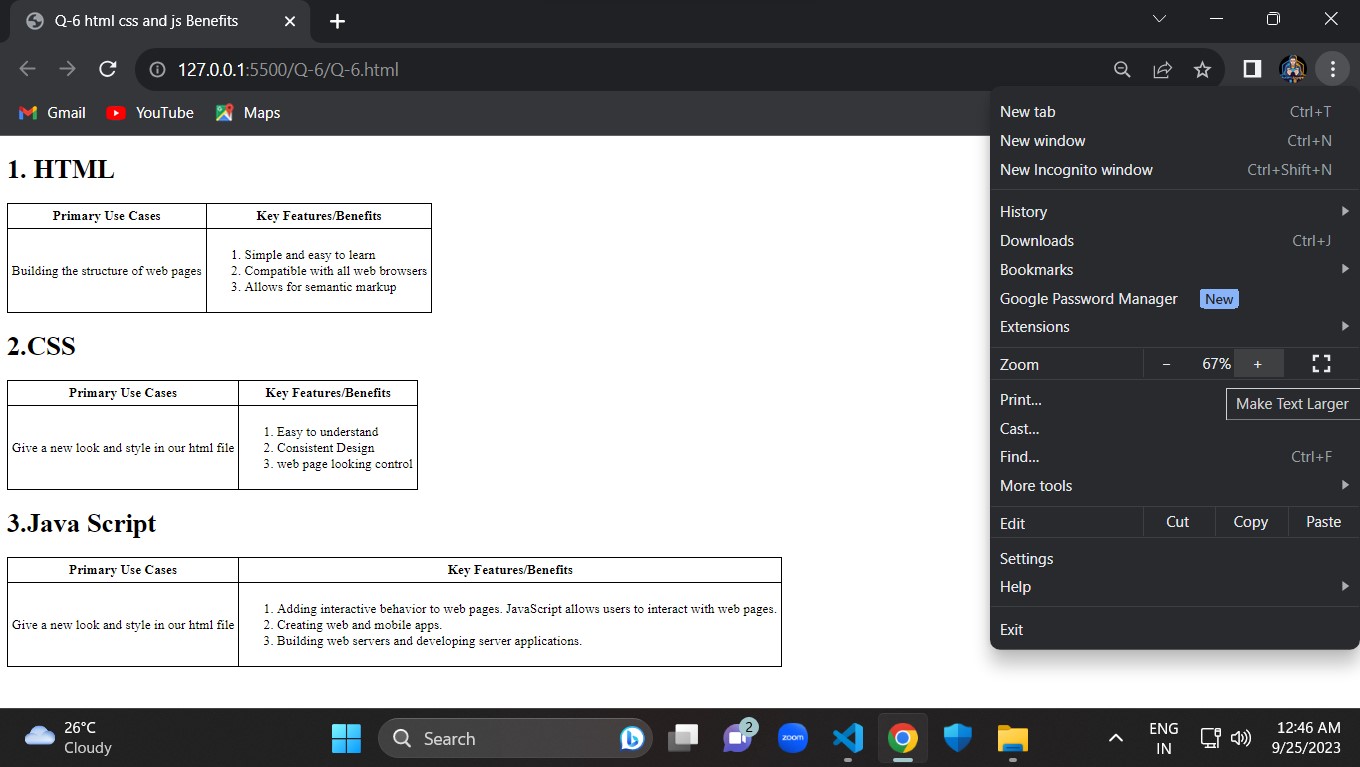 Q-6 html css and js Benefits
127.0.0.1:5500/Q-6/Q-6.html
Gmail YouTube Maps
1. HTML
Primary Use Cases Key Features/Benefits
Building the structure of web pages
1. Simple and easy to learn
2. Compatible with all web browsers
3. Allows for semantic markup
2.CSS
Primary Use Cases Key Features/Benefits
Give a new look and style in our html file
1. Easy to understand
2. Consistent Design
3. web page looking control
3.Java Script
Primary Use Cases Key Features/Benefits
Give a new look and style in our html file
1. Adding interactive behavior to web pages. JavaScript allows users to interact with web pages.
2. Creating web and mobile apps.
3. Building web servers and developing server applications.
New tab Ctrl+T
New window Ctrl+N
New Incognito window Ctrl+Shift+N
History
Downloads Ctrl+J
Bookmarks
Google Password Manager New
Extensions
Zoom - 67% +
Print...
Make Text Larger
Cast...
Find... Ctrl+F
More tools
Edit Cut Copy Paste
Settings
Help
Exit
26°C
Cloudy
Search
2
zoom
ENG
IN
12:46 AM
9/25/2023